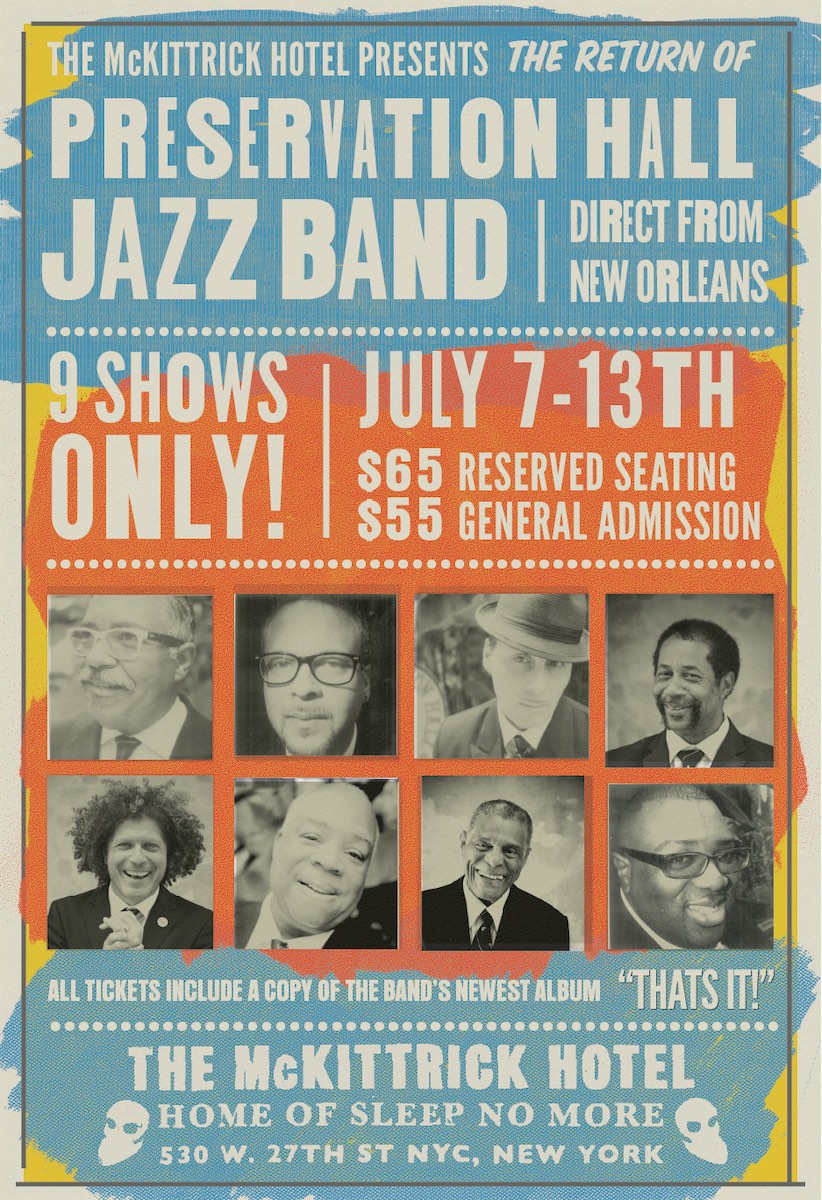 THE McKITTRICK HOTEL PRESENTS THE RETURN OF
PRESERVATION HALL
JAZZ BAND
DIRECT FROM
NEW ORLEANS
9 SHOWS
ONLY!
JULY 7-13TH
$65 RESERVED SEATING
$55 GENERAL ADMISSION
ALL TICKETS INCLUDE A COPY OF THE BAND'S NEWEST ALBUM "THATS IT!"
THE McKITTRICK HOTEL
HOME OF SLEEP NO MORE
530 W. 27TH ST NYC, NEW YORK